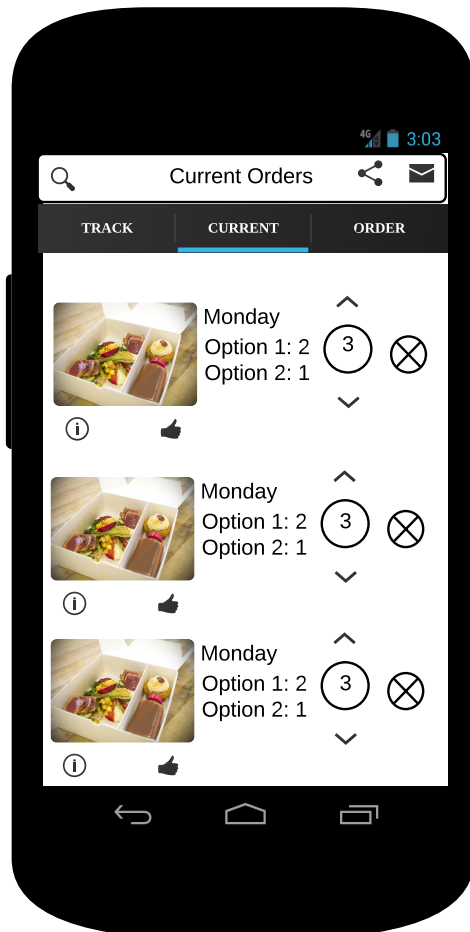 4G 3:03
Current Orders
TRACK CURRENT ORDER
Monday
Option 1: 2
Option 2: 1
3
i
Monday
Option 1: 2
Option 2: 1
3
i
Monday
Option 1: 2
Option 2: 1
3
i